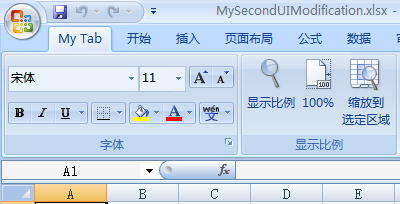 MySecondUIModification.xlsx
My Tab 开始 插入 页面布局 公式 数据
宋体 11 A A
B I U A wén 文
字体
显示比例 100% 缩放到
选定区域
显示比例
A1 fx
A B C D E